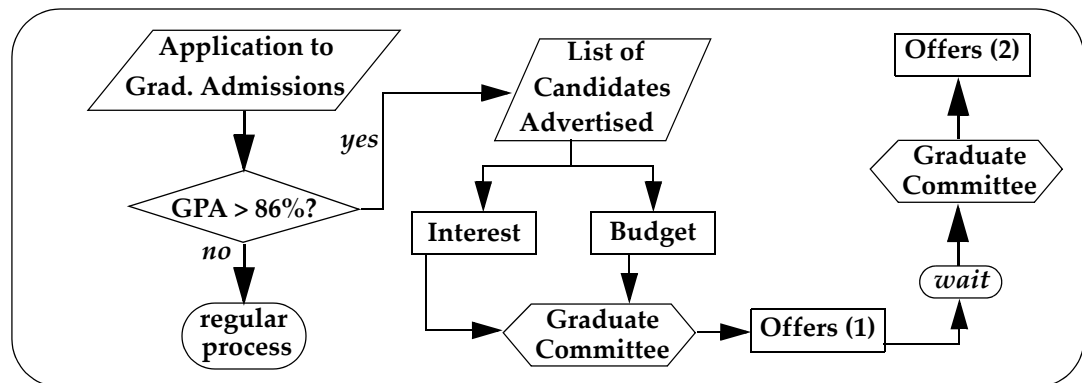 Application to
Grad. Admissions
yes
GPA > 86%?
no
regular
process
List of
Candidates
Advertised
Interest
Budget
Graduate
Committee
Offers (1)
wait
Graduate
Committee
Offers (2)